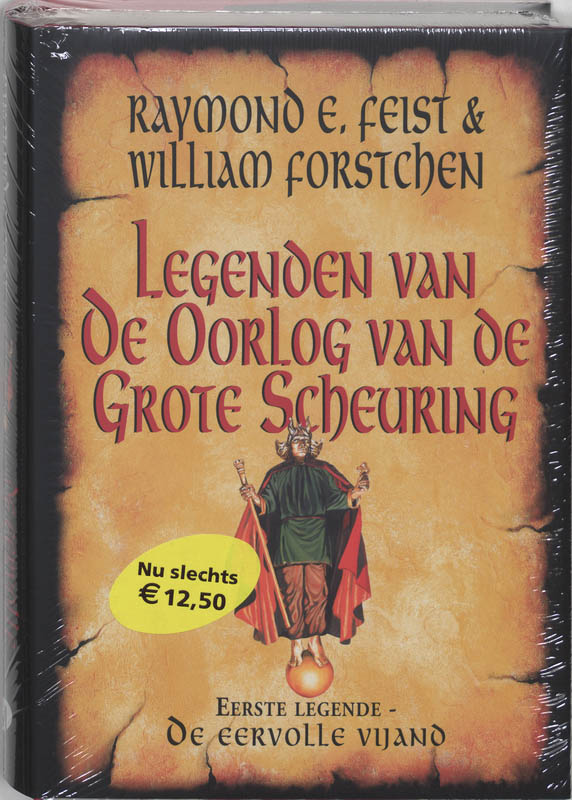 Raymond E. Feist &
William Forstchen
Legenden van
de Oorlog van de
Grote Scheuring
Nu slechts
€ 12,50
Eerste legende -
De eervolle vijand